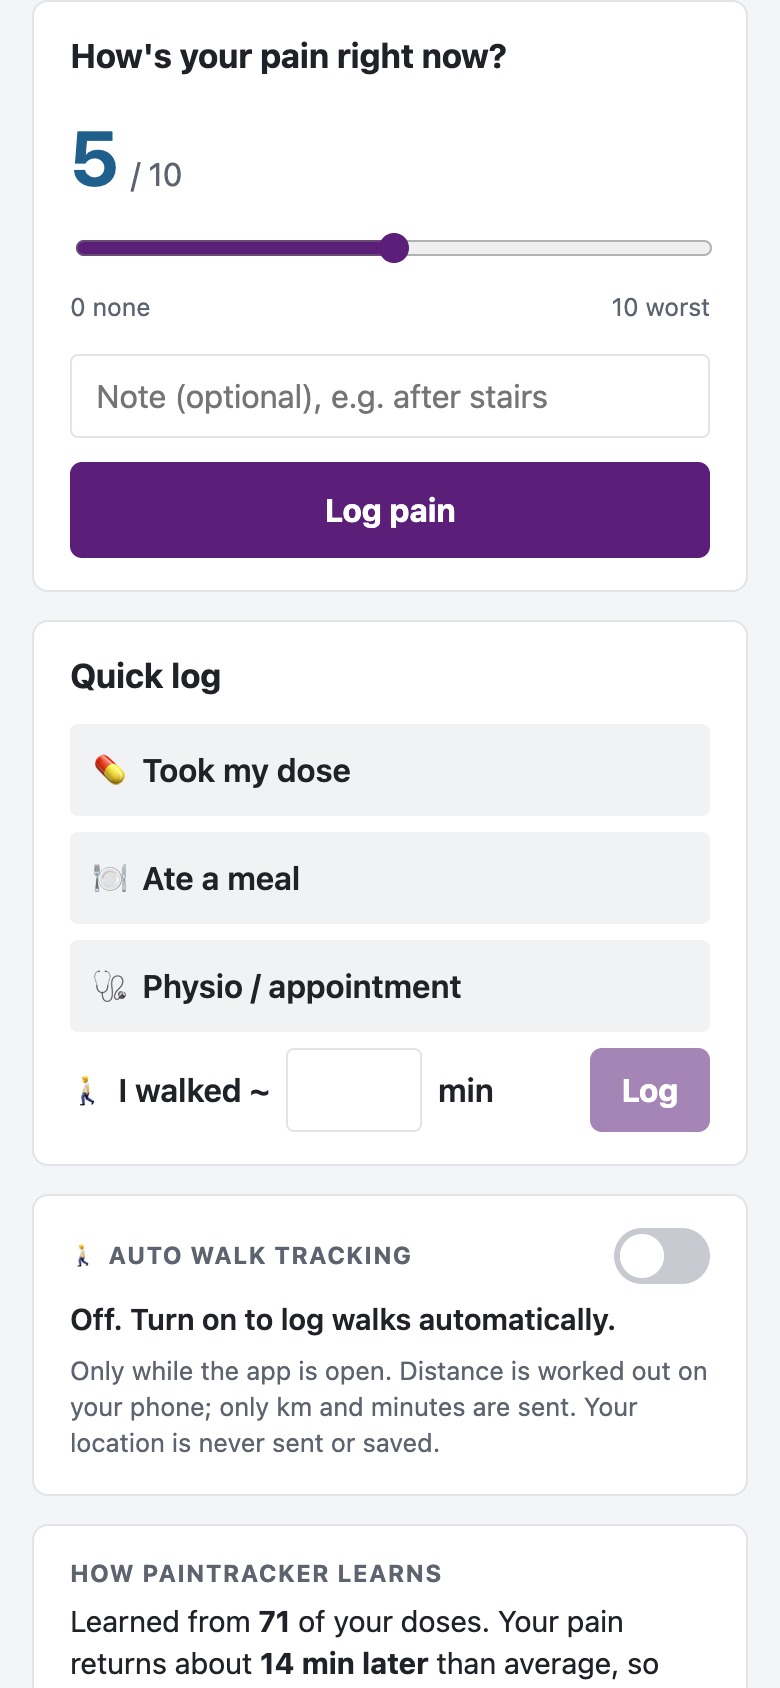 How's your pain right now?
5 / 10
0 none 10 worst
Note (optional), e.g. after stairs
Log pain
Quick log
Took my dose
Ate a meal
Physio / appointment
I walked ~ min Log
AUTO WALK TRACKING
Off. Turn on to log walks automatically.
Only while the app is open. Distance is worked out on
your phone; only km and minutes are sent. Your
location is never sent or saved.
HOW PAINTRACKER LEARNS
Learned from 71 of your doses. Your pain
returns about 14 min later than average, so